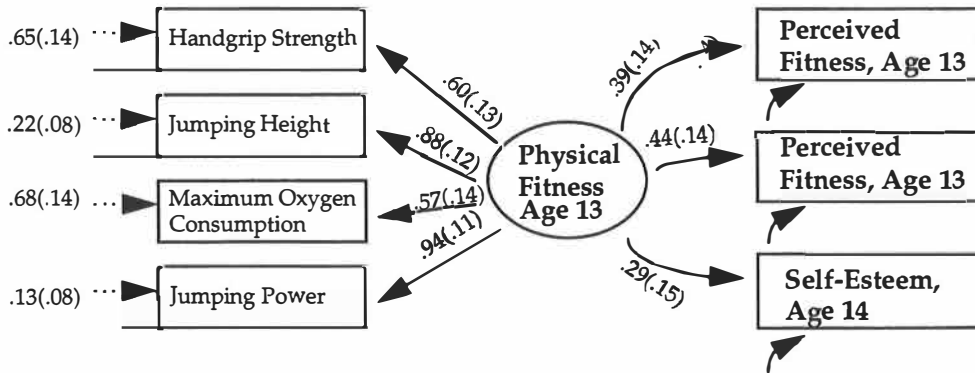 .65(.14)
Handgrip Strength
.22(.08)
Jumping Height
.68(.14)
Maximum Oxygen
Consumption
.13(.08)
Jumping Power
.60(.13)
.88(.12)
.57(.14)
.94(.11)
Physical
Fitness
Age 13
.39(.14,
.44(.14)
.29(.15)
Perceived
Fitness, Age 13
Perceived
Fitness, Age 13
Self-Esteem,
Age 14